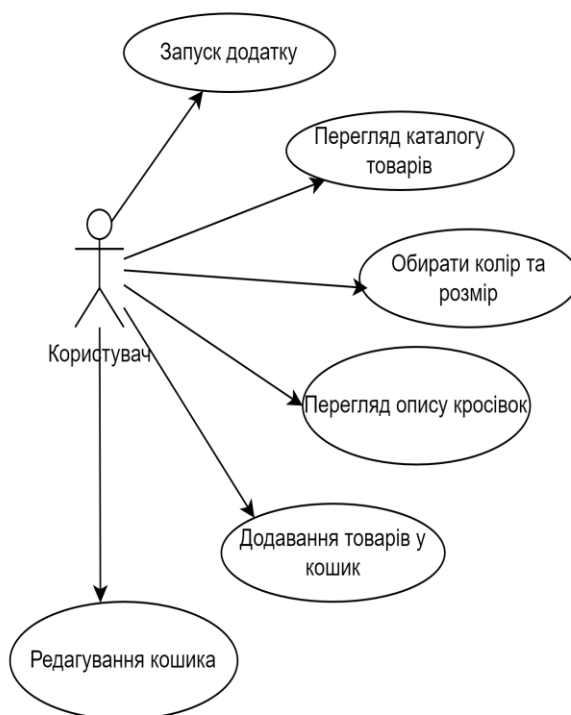 Запуск додатку
Перегляд каталогу
товарів
Обирати колір та
розмір
Користувач
Перегляд опису кросівок
Додавання товарів у
кошик
Редагування кошика